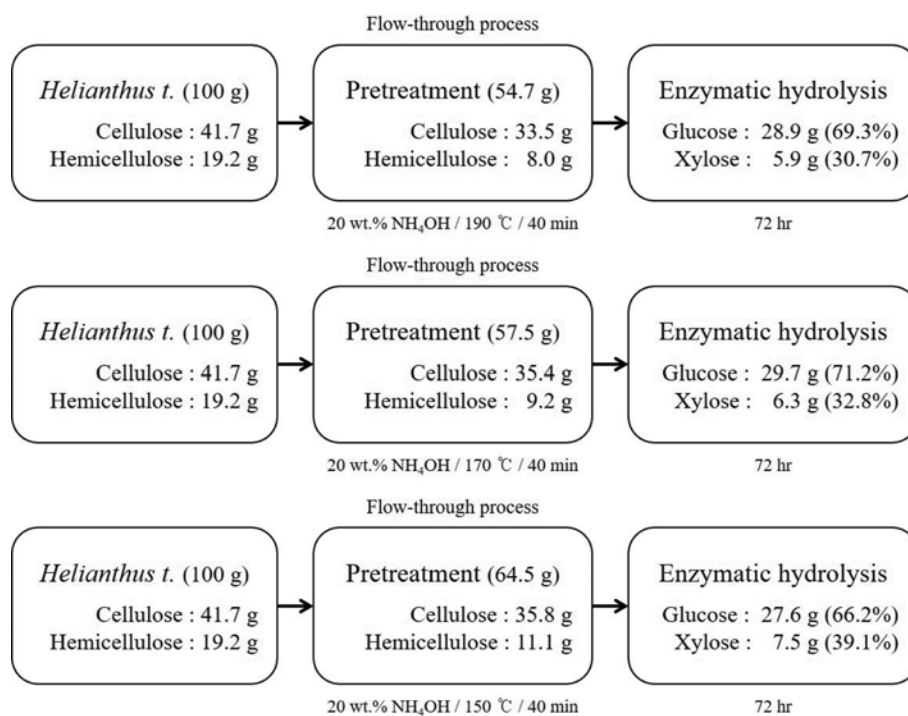 Flow-through process
Helianthus t. (100 g)
Cellulose : 41.7 g
Hemicellulose : 19.2 g
Pretreatment (54.7 g)
Cellulose : 33.5 g
Hemicellulose : 8.0 g
Enzymatic hydrolysis
Glucose : 28.9 g (69.3%)
Xylose : 5.9 g (30.7%)
20 wt.% NH₄OH / 190 ℃ / 40 min
72 hr
Flow-through process
Helianthus t. (100 g)
Cellulose : 41.7 g
Hemicellulose : 19.2 g
Pretreatment (57.5 g)
Cellulose : 35.4 g
Hemicellulose : 9.2 g
Enzymatic hydrolysis
Glucose : 29.7 g (71.2%)
Xylose : 6.3 g (32.8%)
20 wt.% NH₄OH / 170 ℃ / 40 min
72 hr
Flow-through process
Helianthus t. (100 g)
Cellulose : 41.7 g
Hemicellulose : 19.2 g
Pretreatment (64.5 g)
Cellulose : 35.8 g
Hemicellulose : 11.1 g
Enzymatic hydrolysis
Glucose : 27.6 g (66.2%)
Xylose : 7.5 g (39.1%)
20 wt.% NH₄OH / 150 ℃ / 40 min
72 hr